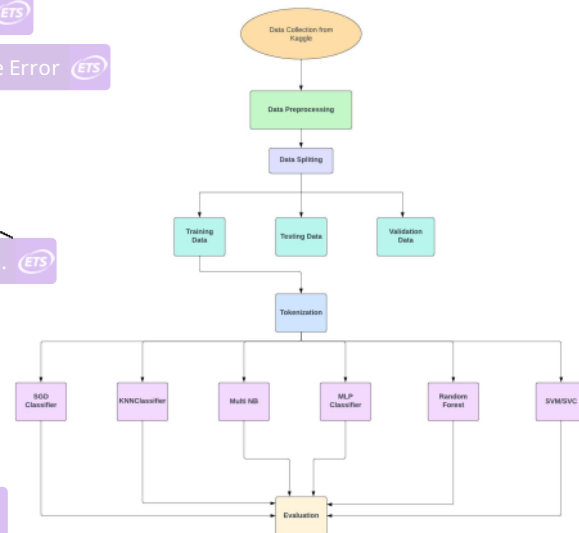 ETS
Data Collection from
Kaggle
e Error ETS
Data Preprocessing
Data Spliting
Training
Data
Testing Data
Validation
Data
. ETS
Tokenization
SGD
Classifier
KNNClassifier
Multi NB
MLP
Classifier
Random
Forest
SVM/SVC
Evaluation